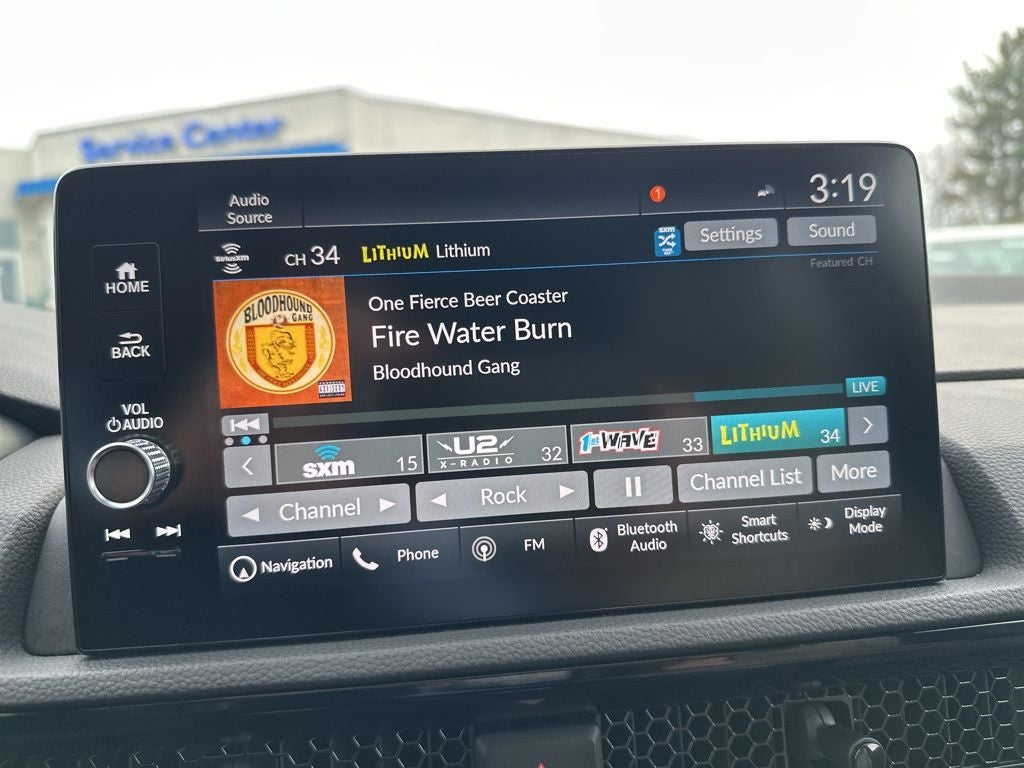 Service Center
Audio
Source
1
3:19
SiriusXM
CH 34
LiTHiUM
Lithium
SXM
Settings
Sound
Featured CH
HOME
BLOODHOUND
GANG
One Fierce Beer Coaster
Fire Water Burn
Bloodhound Gang
BACK
VOL
AUDIO
LIVE
sxm
15
U2
X-RADIO
32
1st WAVE
33
LiTHiUM
34
Channel
Rock
Channel List
More
Navigation
Phone
FM
Bluetooth
Audio
Smart
Shortcuts
Display
Mode